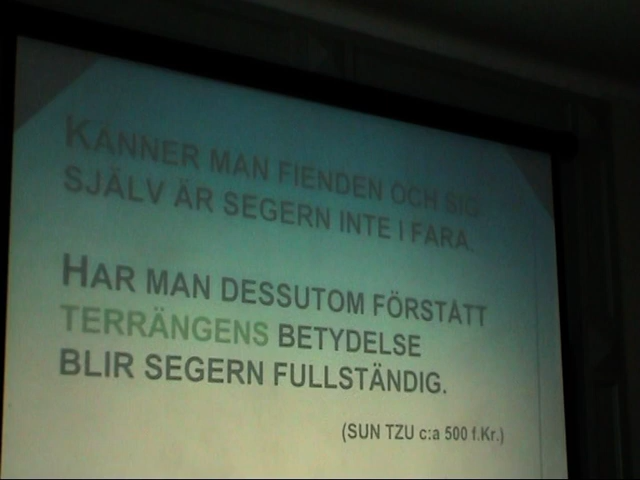 KÄNNER MAN FIENDEN OCH SIG
SJÄLV ÄR SEGERN INTE I FARA.
HAR MAN DESSUTOM FÖRSTÅTT
TERRÄNGENS BETYDELSE
BLIR SEGERN FULLSTÄNDIG.
(SUN TZU c:a 500 f.Kr.)